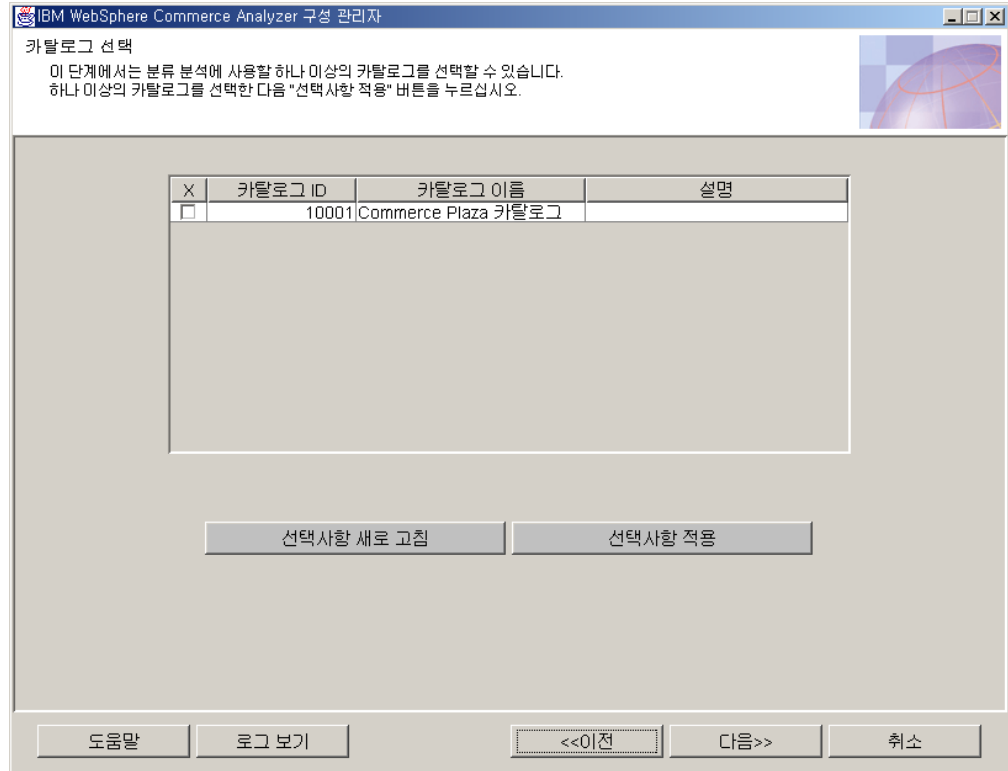 IBM WebSphere Commerce Analyzer 구성 관리자
카탈로그 선택
이 단계에서는 분류 분석에 사용할 하나 이상의 카탈로그를 선택할 수 있습니다.
하나 이상의 카탈로그를 선택한 다음 "선택사항 적용" 버튼을 누르십시오.
X 카탈로그 ID 카탈로그 이름 설명
10001 Commerce Plaza 카탈로그
선택사항 새로 고침 선택사항 적용
도움말 로그 보기 <<이전 다음>> 취소